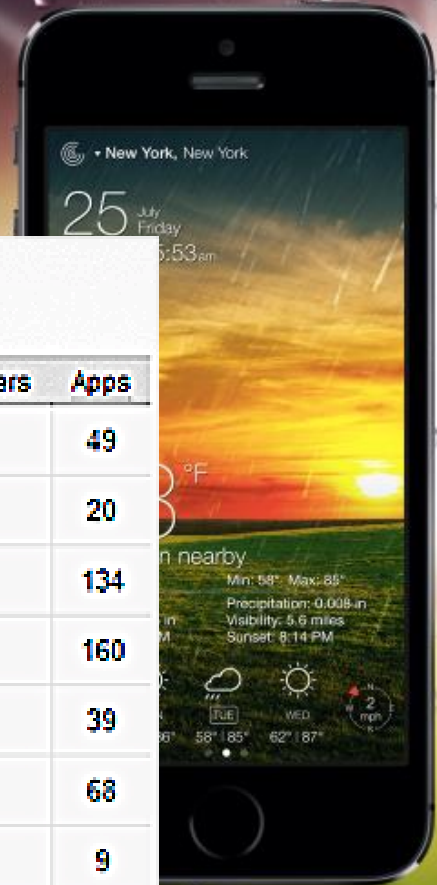 New York, New York
25
July
Friday
5:53am
ers Apps
49
20
134
160
39
68
9
°F
n nearby
Min: 58° Max: 85°
Precipitation: 0.008-in
in Visibility: 5.6 miles
M Sunset: 8:14 PM
TUE WED
N
2
mph
58° 85° 62° 87°